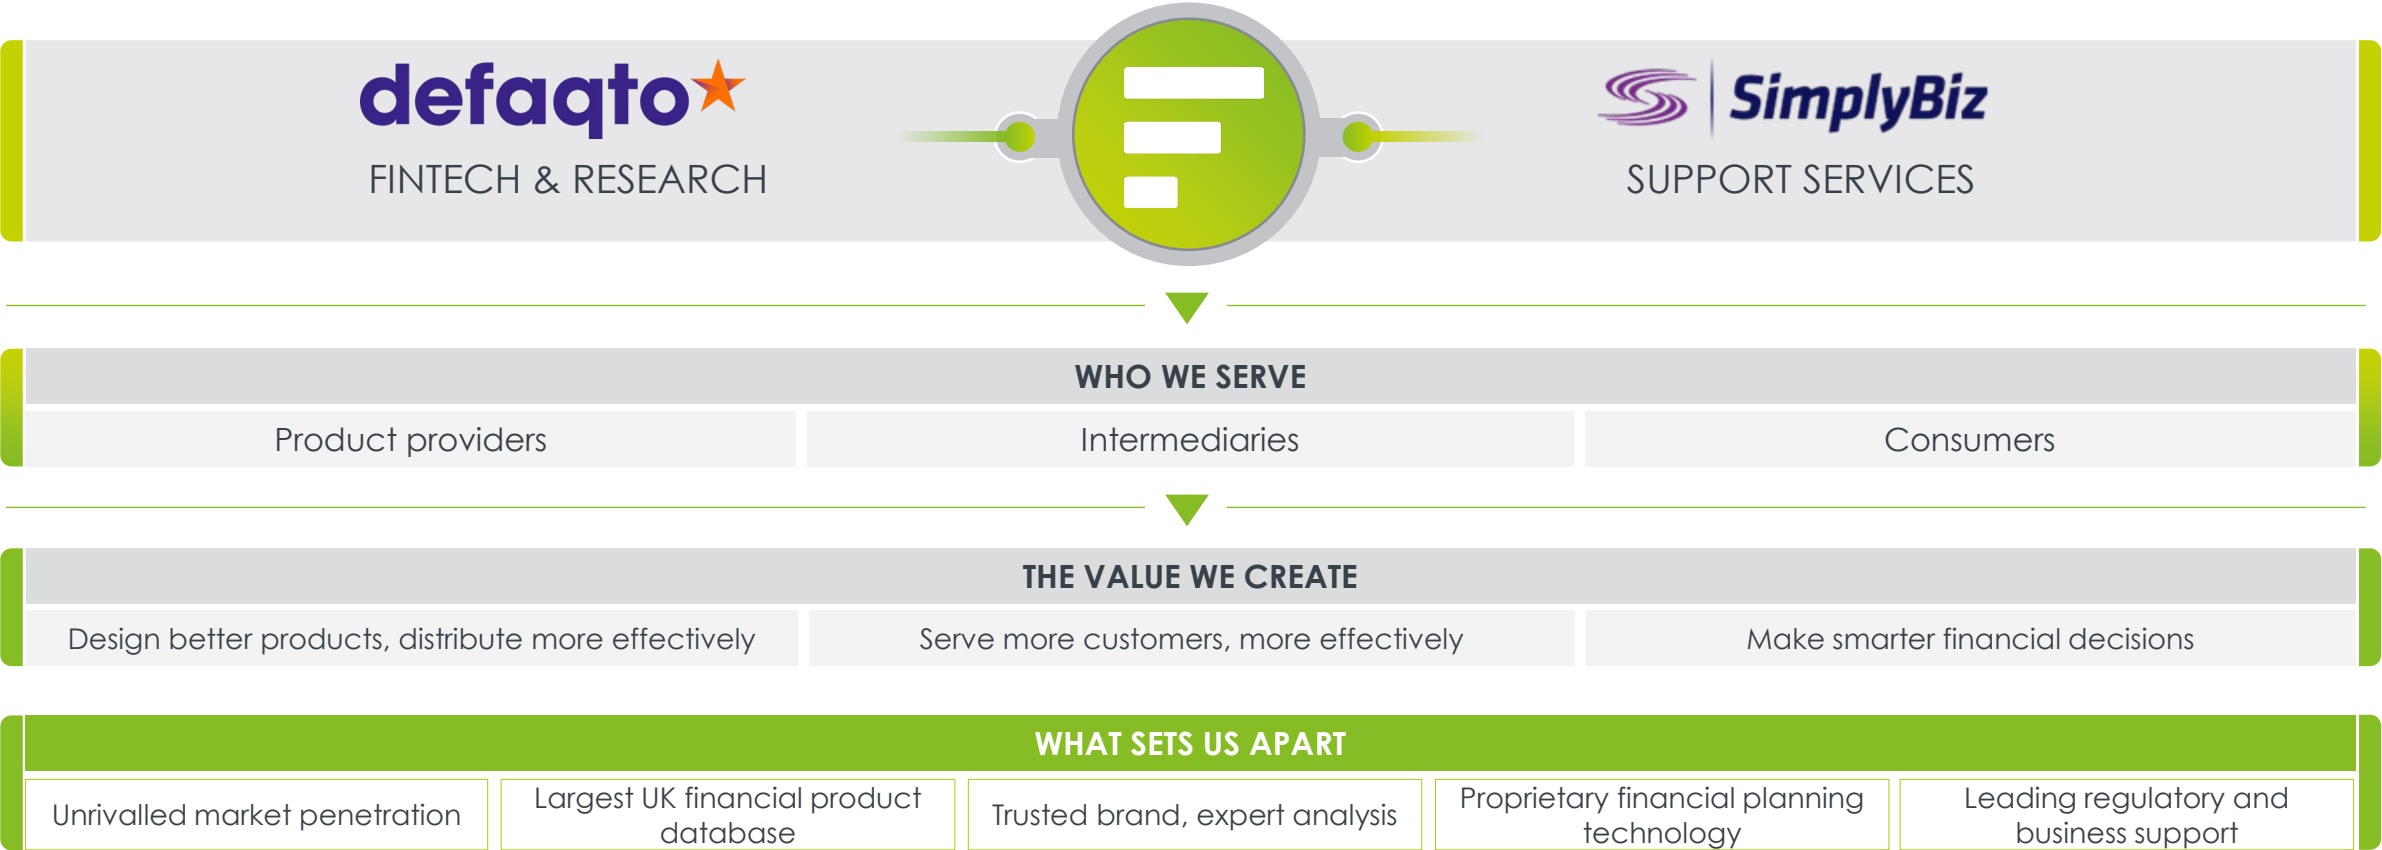 defaqto
SimplyBiz
FINTECH & RESEARCH
SUPPORT SERVICES
WHO WE SERVE
Product providers
Intermediaries
Consumers
THE VALUE WE CREATE
Design better products, distribute more effectively
Serve more customers, more effectively
Make smarter financial decisions
WHAT SETS US APART
Unrivalled market penetration
Largest UK financial product
database
Trusted brand, expert analysis
Proprietary financial planning
technology
Leading regulatory and
business support